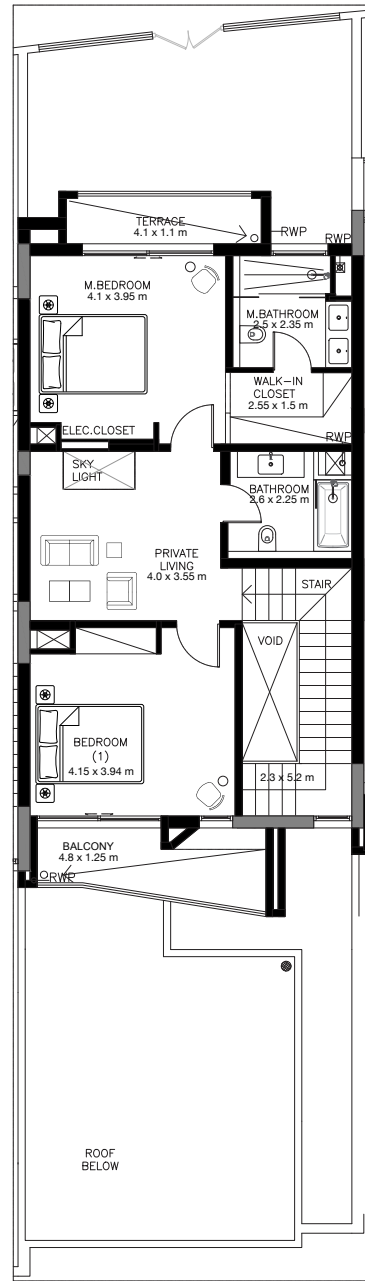 TERRACE
4.1 x 1.1 m
RWP
RWP
M.BEDROOM
4.1 x 3.95 m
M.BATHROOM
2.5 x 2.35 m
WALK-IN
CLOSET
2.55 x 1.5 m
ELEC.CLOSET
RWP
SKY
LIGHT
BATHROOM
2.6 x 2.25 m
PRIVATE
LIVING
4.0 x 3.55 m
STAIR
VOID
BEDROOM
(1)
4.15 x 3.94 m
2.3 x 5.2 m
BALCONY
4.8 x 1.25 m
RWP
ROOF
BELOW